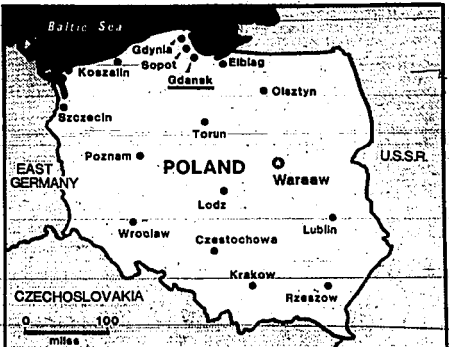 Baltic Sea
Gdynia
Sopot
Gdansk
Elblag
Koszalin
Olsztyn
Szczecin
Torun
EAST
GERMANY
Poznam
POLAND
Warsaw
U.S.S.R.
Lodz
Wroclaw
Lublin
Czestochowa
Krakow
Rzeszow
CZECHOSLOVAKIA
0 100
miles